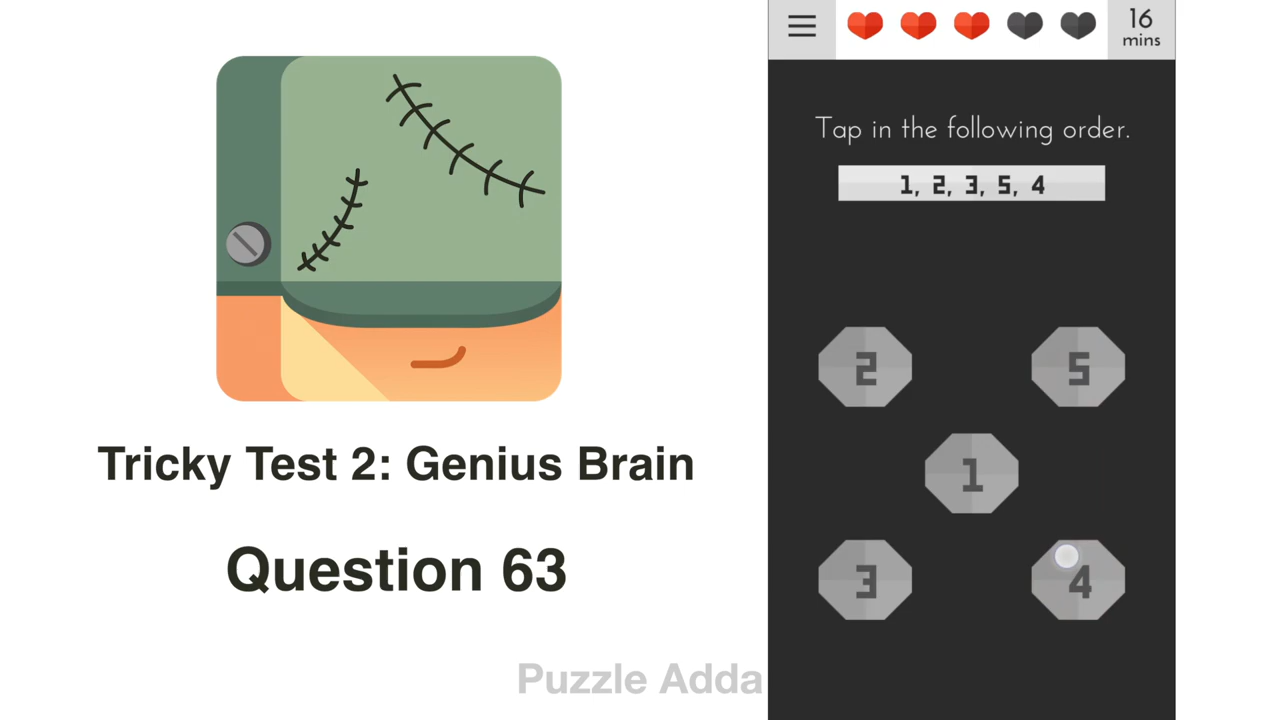 16
mins
Tap in the following order.
1, 2, 3, 5, 4
2
5
1
3
4
Tricky Test 2: Genius Brain
Question 63
Puzzle Adda